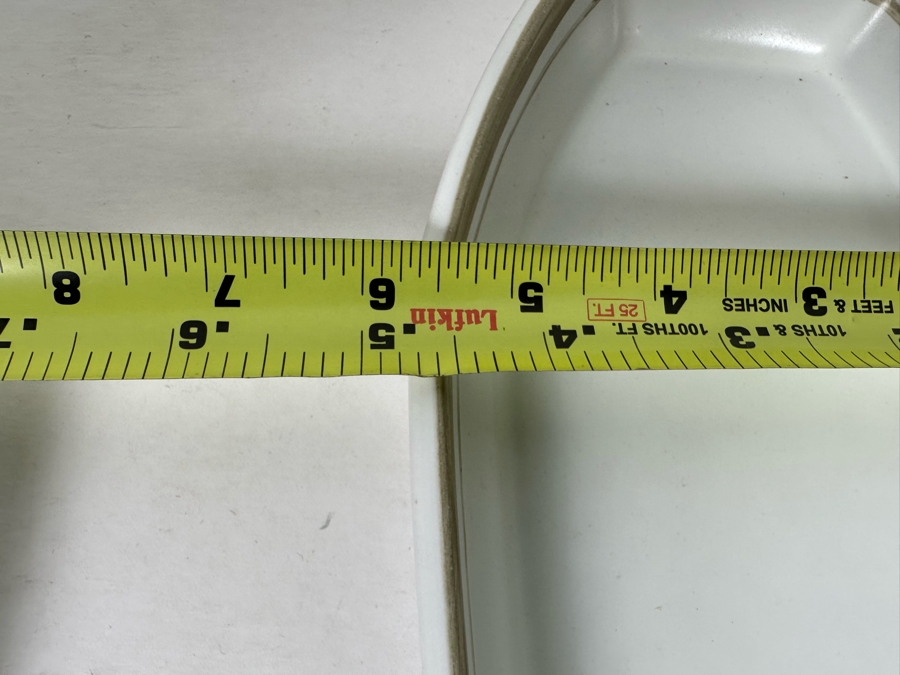 10THS & .3 100THS FT. .4 .5 .6 .7
FEET & 3 INCHES 4 25 FT. 5 Lufkin 6 7 8